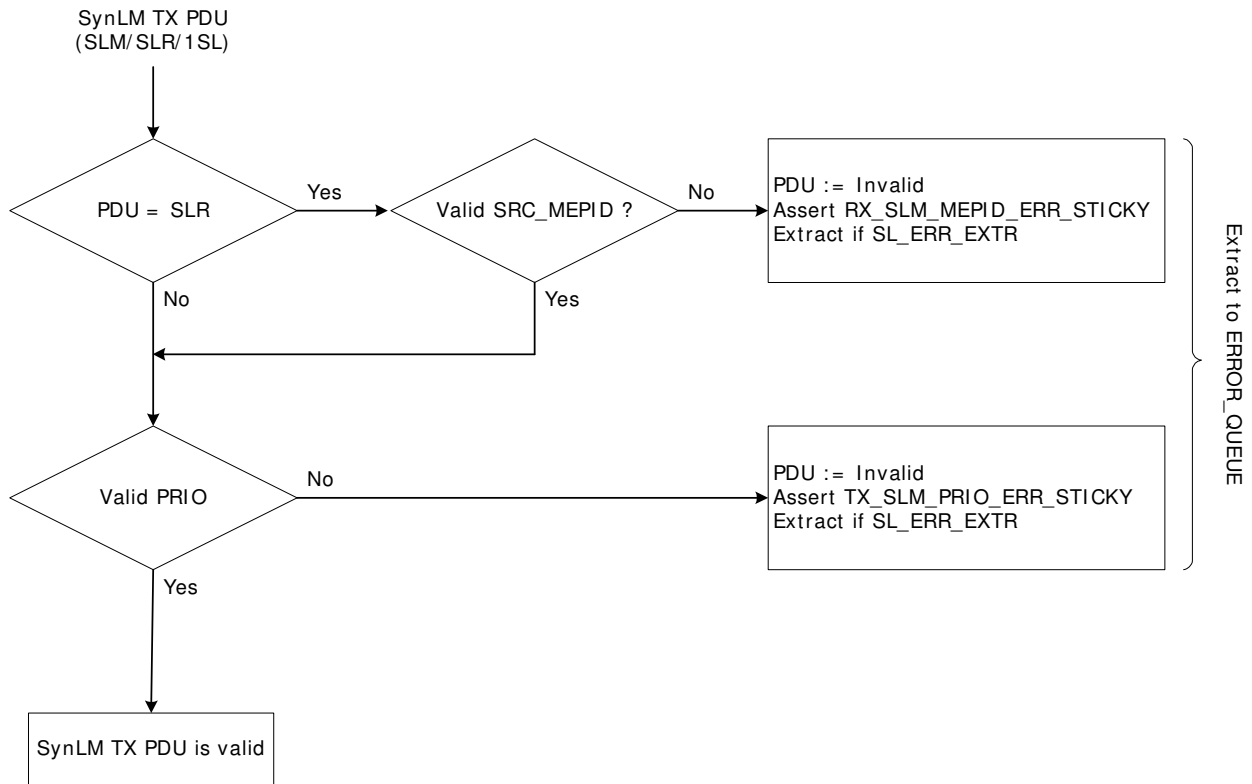 SynLM TX PDU
(SLM/SLR/1SL)
PDU = SLR
Yes
Valid SRC_MEPID ?
No
PDU := Invalid
Assert RX_SLM_MEPID_ERR_STICKY
Extract if SL_ERR_EXTR
No
Yes
Extract to ERROR_QUEUE
Valid PRIO
No
PDU := Invalid
Assert TX_SLM_PRIO_ERR_STICKY
Extract if SL_ERR_EXTR
Yes
SynLM TX PDU is valid